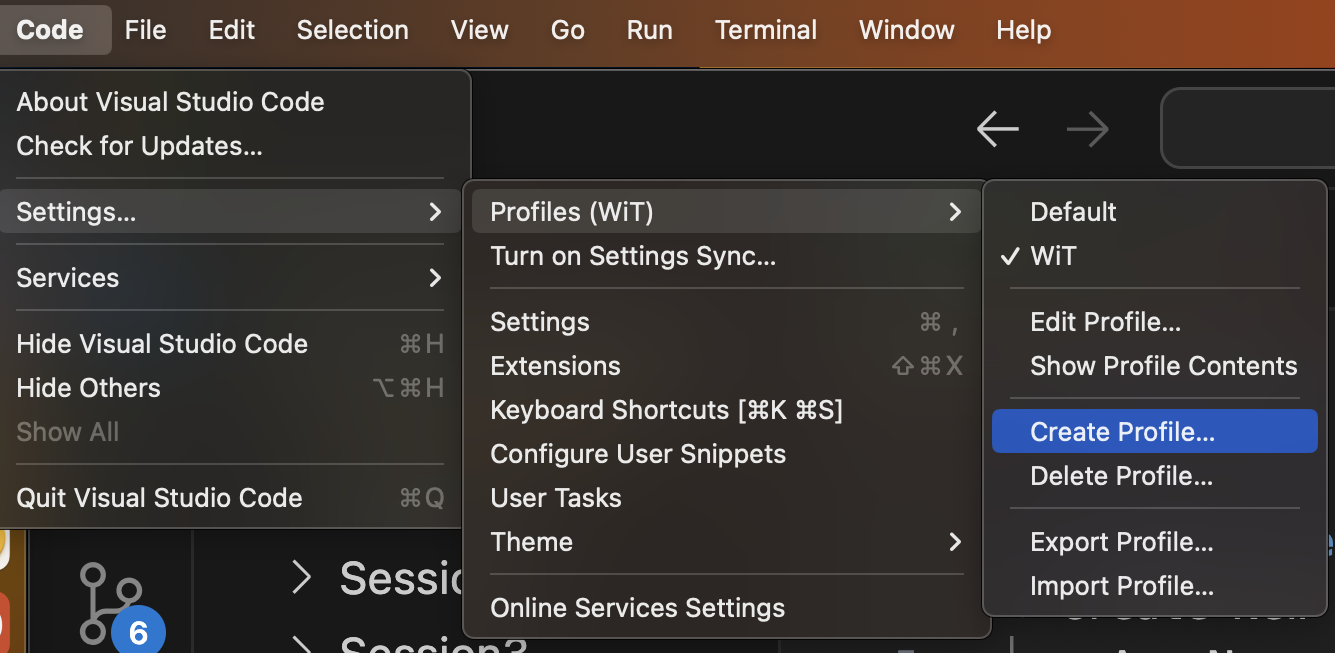 Code File Edit Selection View Go Run Terminal Window Help
About Visual Studio Code
Check for Updates...
Settings...
Services
Hide Visual Studio Code ⌘H
Hide Others ⌥⌘H
Show All
Quit Visual Studio Code ⌘Q
Profiles (WiT)
Turn on Settings Sync...
Settings ⌘,
Extensions ⇧⌘X
Keyboard Shortcuts [⌘K ⌘S]
Configure User Snippets
User Tasks
Theme
Online Services Settings
Default
✓ WiT
Edit Profile...
Show Profile Contents
Create Profile...
Delete Profile...
Export Profile...
Import Profile...
6